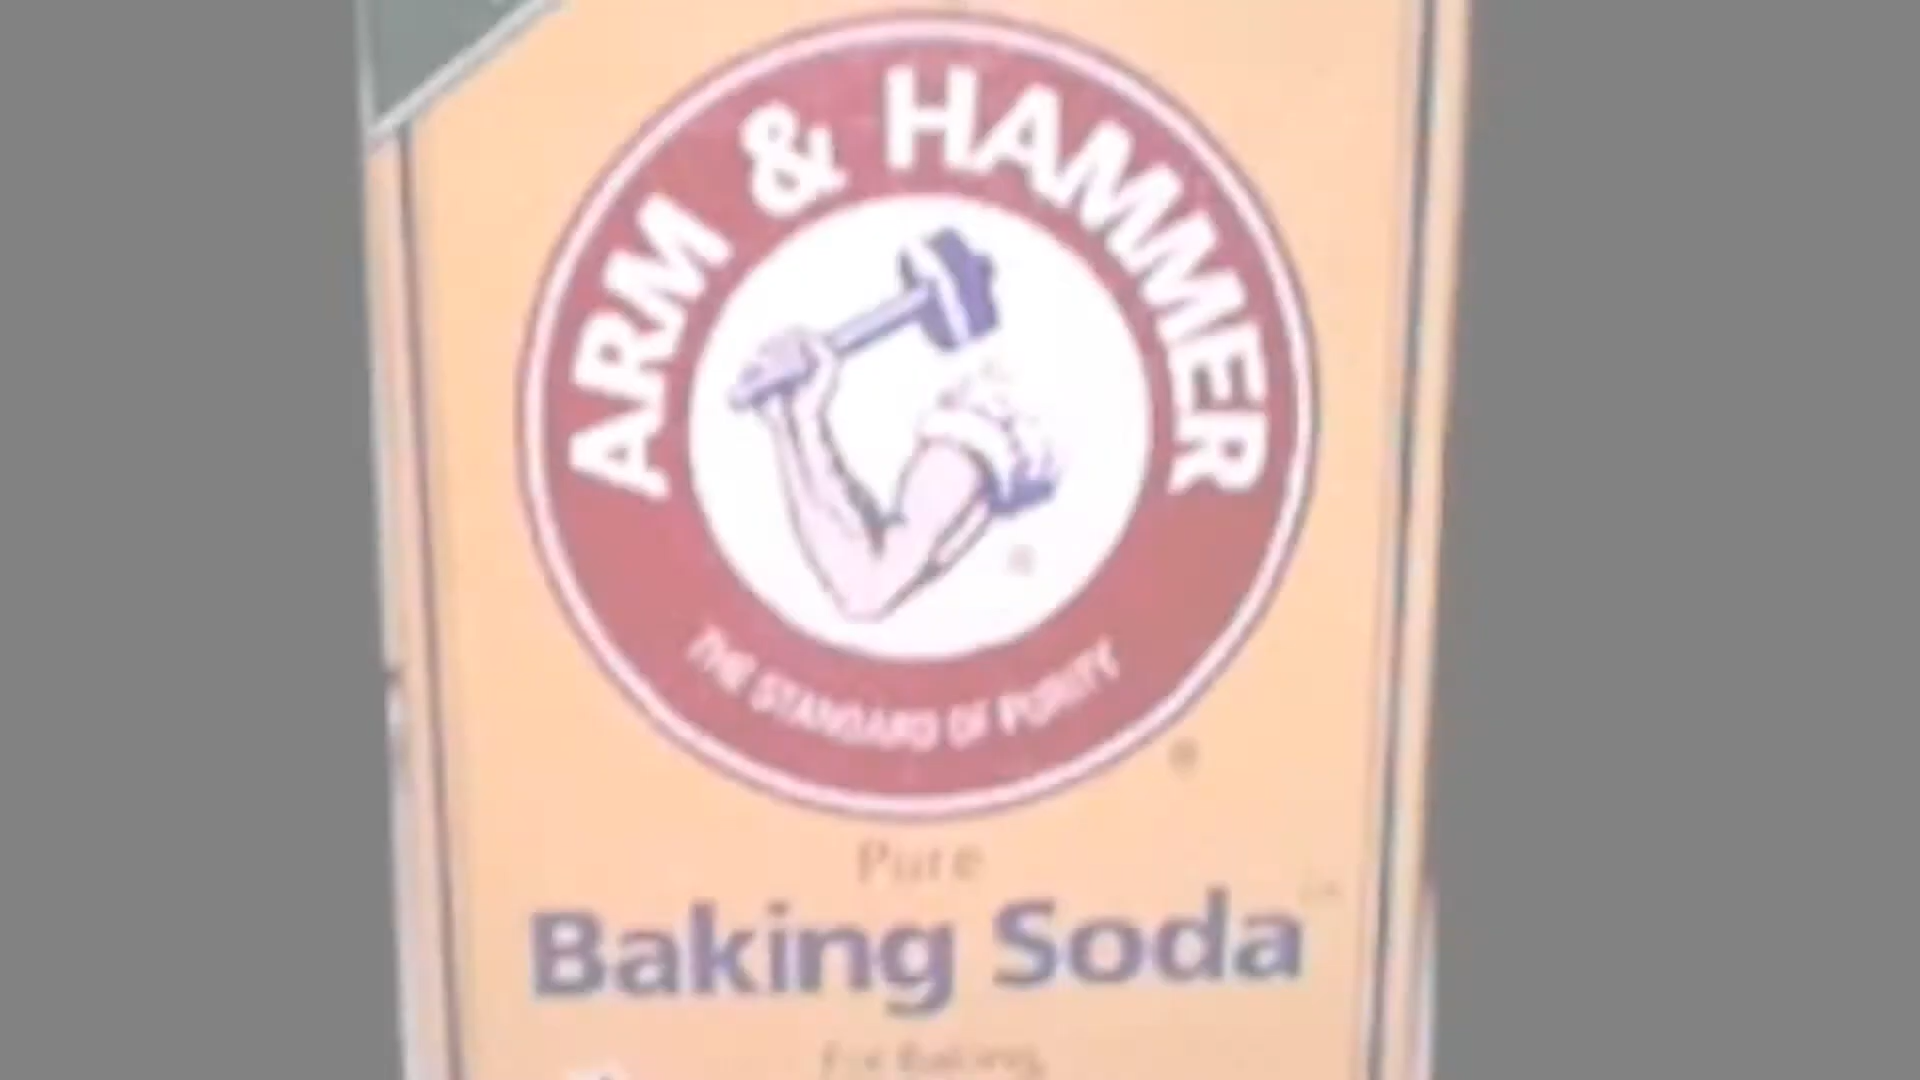 ARM & HAMMER
THE STANDARD OF PURITY
®
Pure
Baking Soda
For Baking,